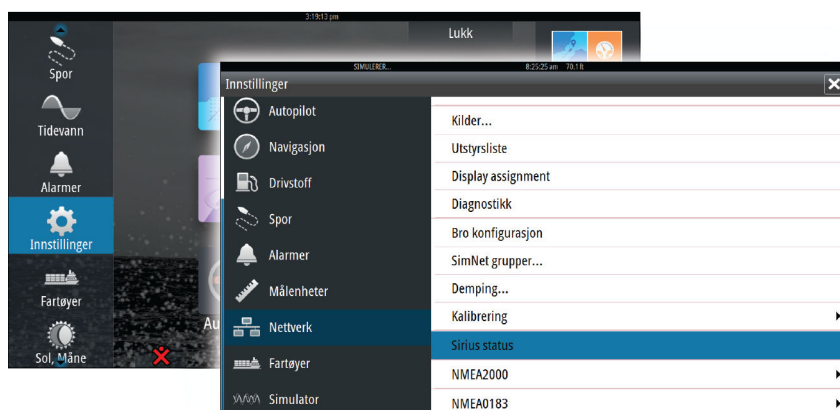 3:19:13 pm
Lukk
Spor
Tidevann
Alarmer
Innstillinger
Fartøyer
Sol, Måne
SIMULERER...
8:25:25 am 70.1 ft
Innstillinger
Autopilot
Navigasjon
Drivstoff
Spor
Alarmer
Målenheter
Nettverk
Fartøyer
Simulator
Kilder...
Utstyrsliste
Display assignment
Diagnostikk
Bro konfigurasjon
SimNet grupper...
Demping...
Kalibrering
Sirius status
NMEA2000
NMEA0183